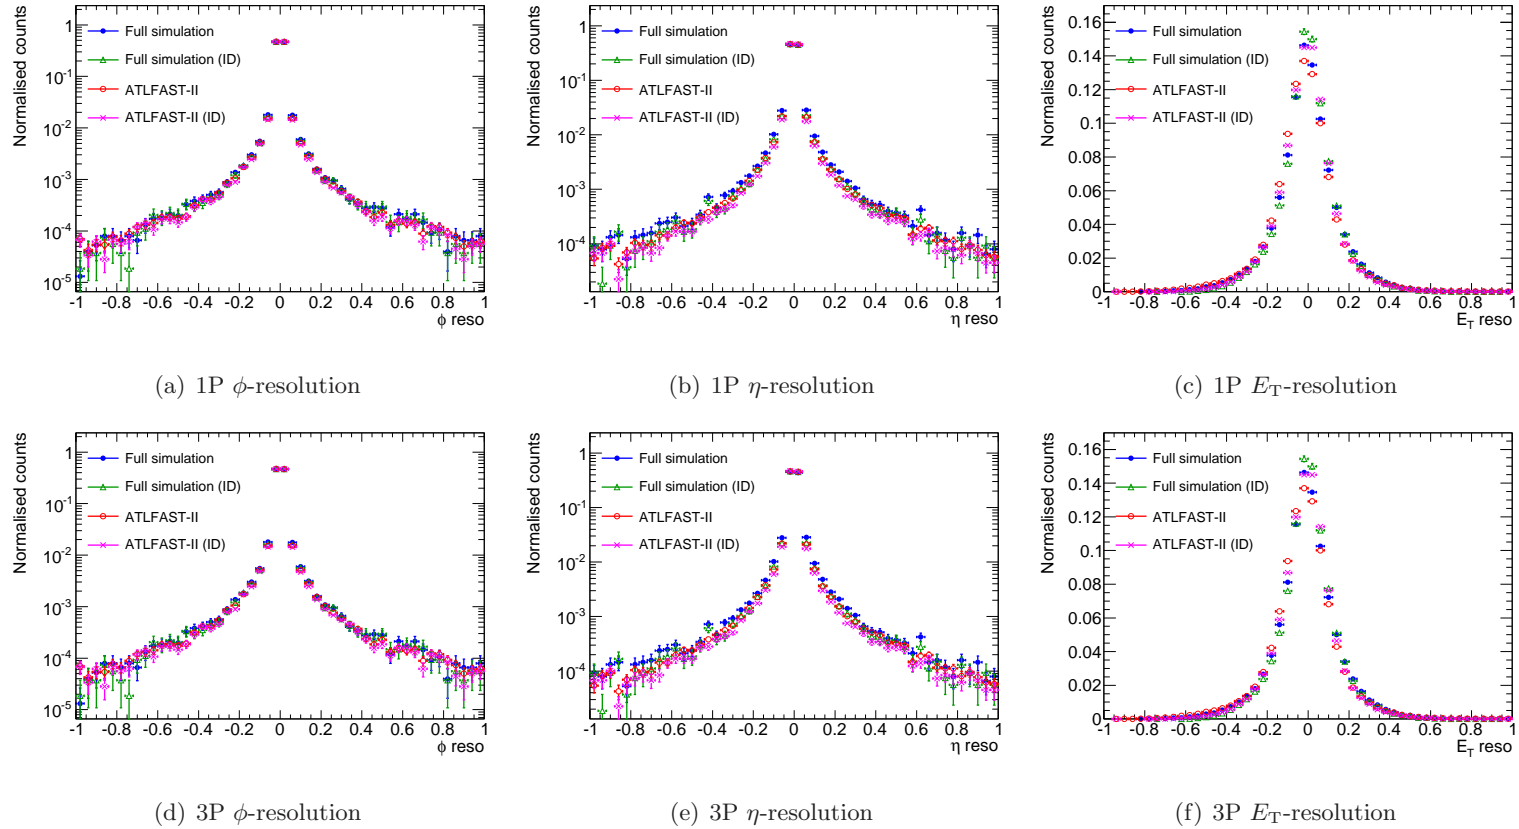 Normalised counts
1
10-1
10-2
10-3
10-4
10-5
Full simulation
Full simulation (ID)
ATLFAST-II
ATLFAST-II (ID)
-1 -0.8 -0.6 -0.4 -0.2 0 0.2 0.4 0.6 0.8 1
ϕ reso
(a) 1P ϕ-resolution
Normalised counts
1
10-1
10-2
10-3
10-4
Full simulation
Full simulation (ID)
ATLFAST-II
ATLFAST-II (ID)
-1 -0.8 -0.6 -0.4 -0.2 0 0.2 0.4 0.6 0.8 1
η reso
(b) 1P η-resolution
Normalised counts
0.16
0.14
0.12
0.1
0.08
0.06
0.04
0.02
0
Full simulation
Full simulation (ID)
ATLFAST-II
ATLFAST-II (ID)
-1 -0.8 -0.6 -0.4 -0.2 0 0.2 0.4 0.6 0.8 1
ET reso
(c) 1P ET-resolution
Normalised counts
1
10-1
10-2
10-3
10-4
10-5
Full simulation
Full simulation (ID)
ATLFAST-II
ATLFAST-II (ID)
-1 -0.8 -0.6 -0.4 -0.2 0 0.2 0.4 0.6 0.8 1
ϕ reso
(d) 3P ϕ-resolution
Normalised counts
1
10-1
10-2
10-3
10-4
Full simulation
Full simulation (ID)
ATLFAST-II
ATLFAST-II (ID)
-1 -0.8 -0.6 -0.4 -0.2 0 0.2 0.4 0.6 0.8 1
η reso
(e) 3P η-resolution
Normalised counts
0.16
0.14
0.12
0.1
0.08
0.06
0.04
0.02
0
Full simulation
Full simulation (ID)
ATLFAST-II
ATLFAST-II (ID)
-1 -0.8 -0.6 -0.4 -0.2 0 0.2 0.4 0.6 0.8 1
ET reso
(f) 3P ET-resolution